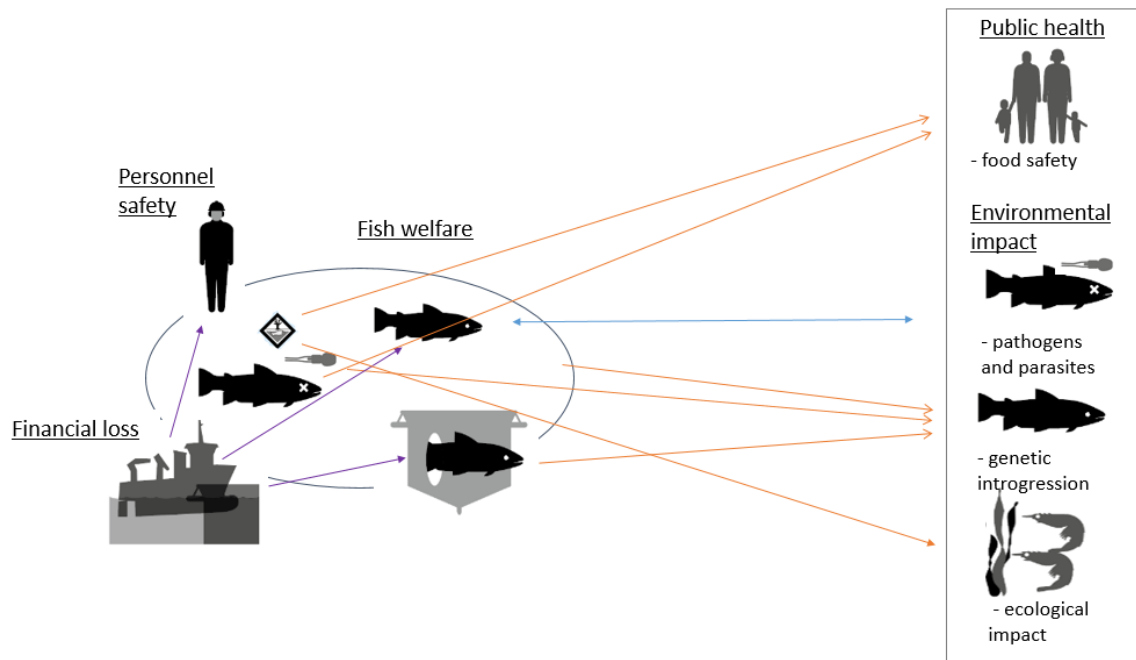 Public health
- food safety
Personnel
safety
Fish welfare
Environmental
impact
- pathogens
and parasites
Financial loss
- genetic
introgression
- ecological
impact